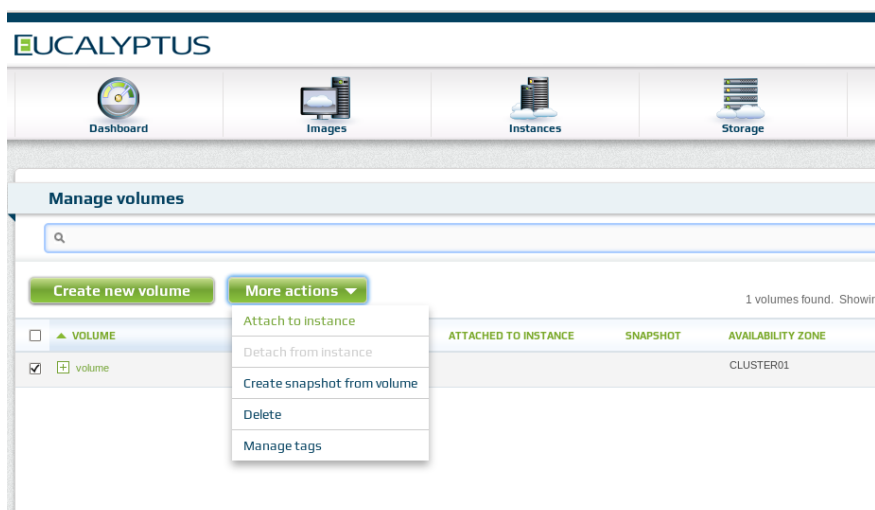 EUCALYPTUS
Dashboard Images Instances Storage
Manage volumes
Create new volume More actions
1 volumes found. Showin
Attach to instance
VOLUME ATTACHED TO INSTANCE SNAPSHOT AVAILABILITY ZONE
Detach from instance
volume CLUSTER01
Create snapshot from volume
Delete
Manage tags